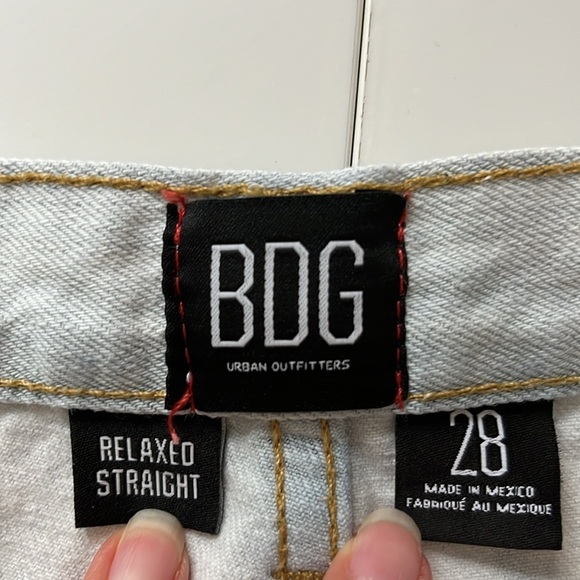 BDG
URBAN OUTFITTERS
RELAXED
STRAIGHT
28
MADE IN MEXICO
FABRIQUÉ AU MEXIQUE